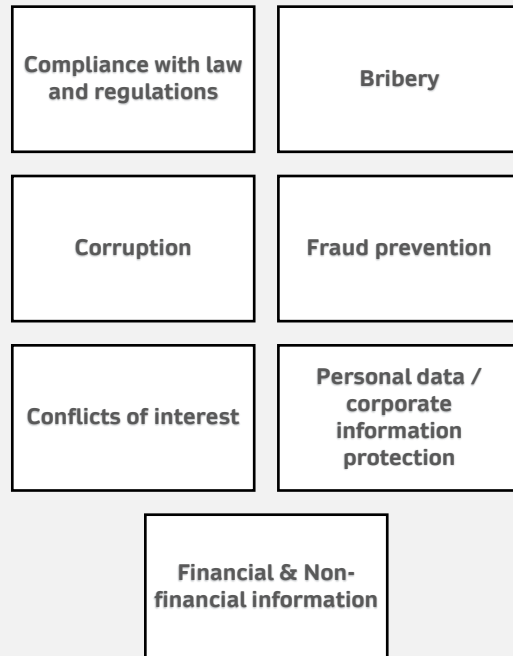 Compliance with law
and regulations
Bribery
Corruption
Fraud prevention
Conflicts of interest
Personal data /
corporate
information
protection
Financial & Non-
financial information